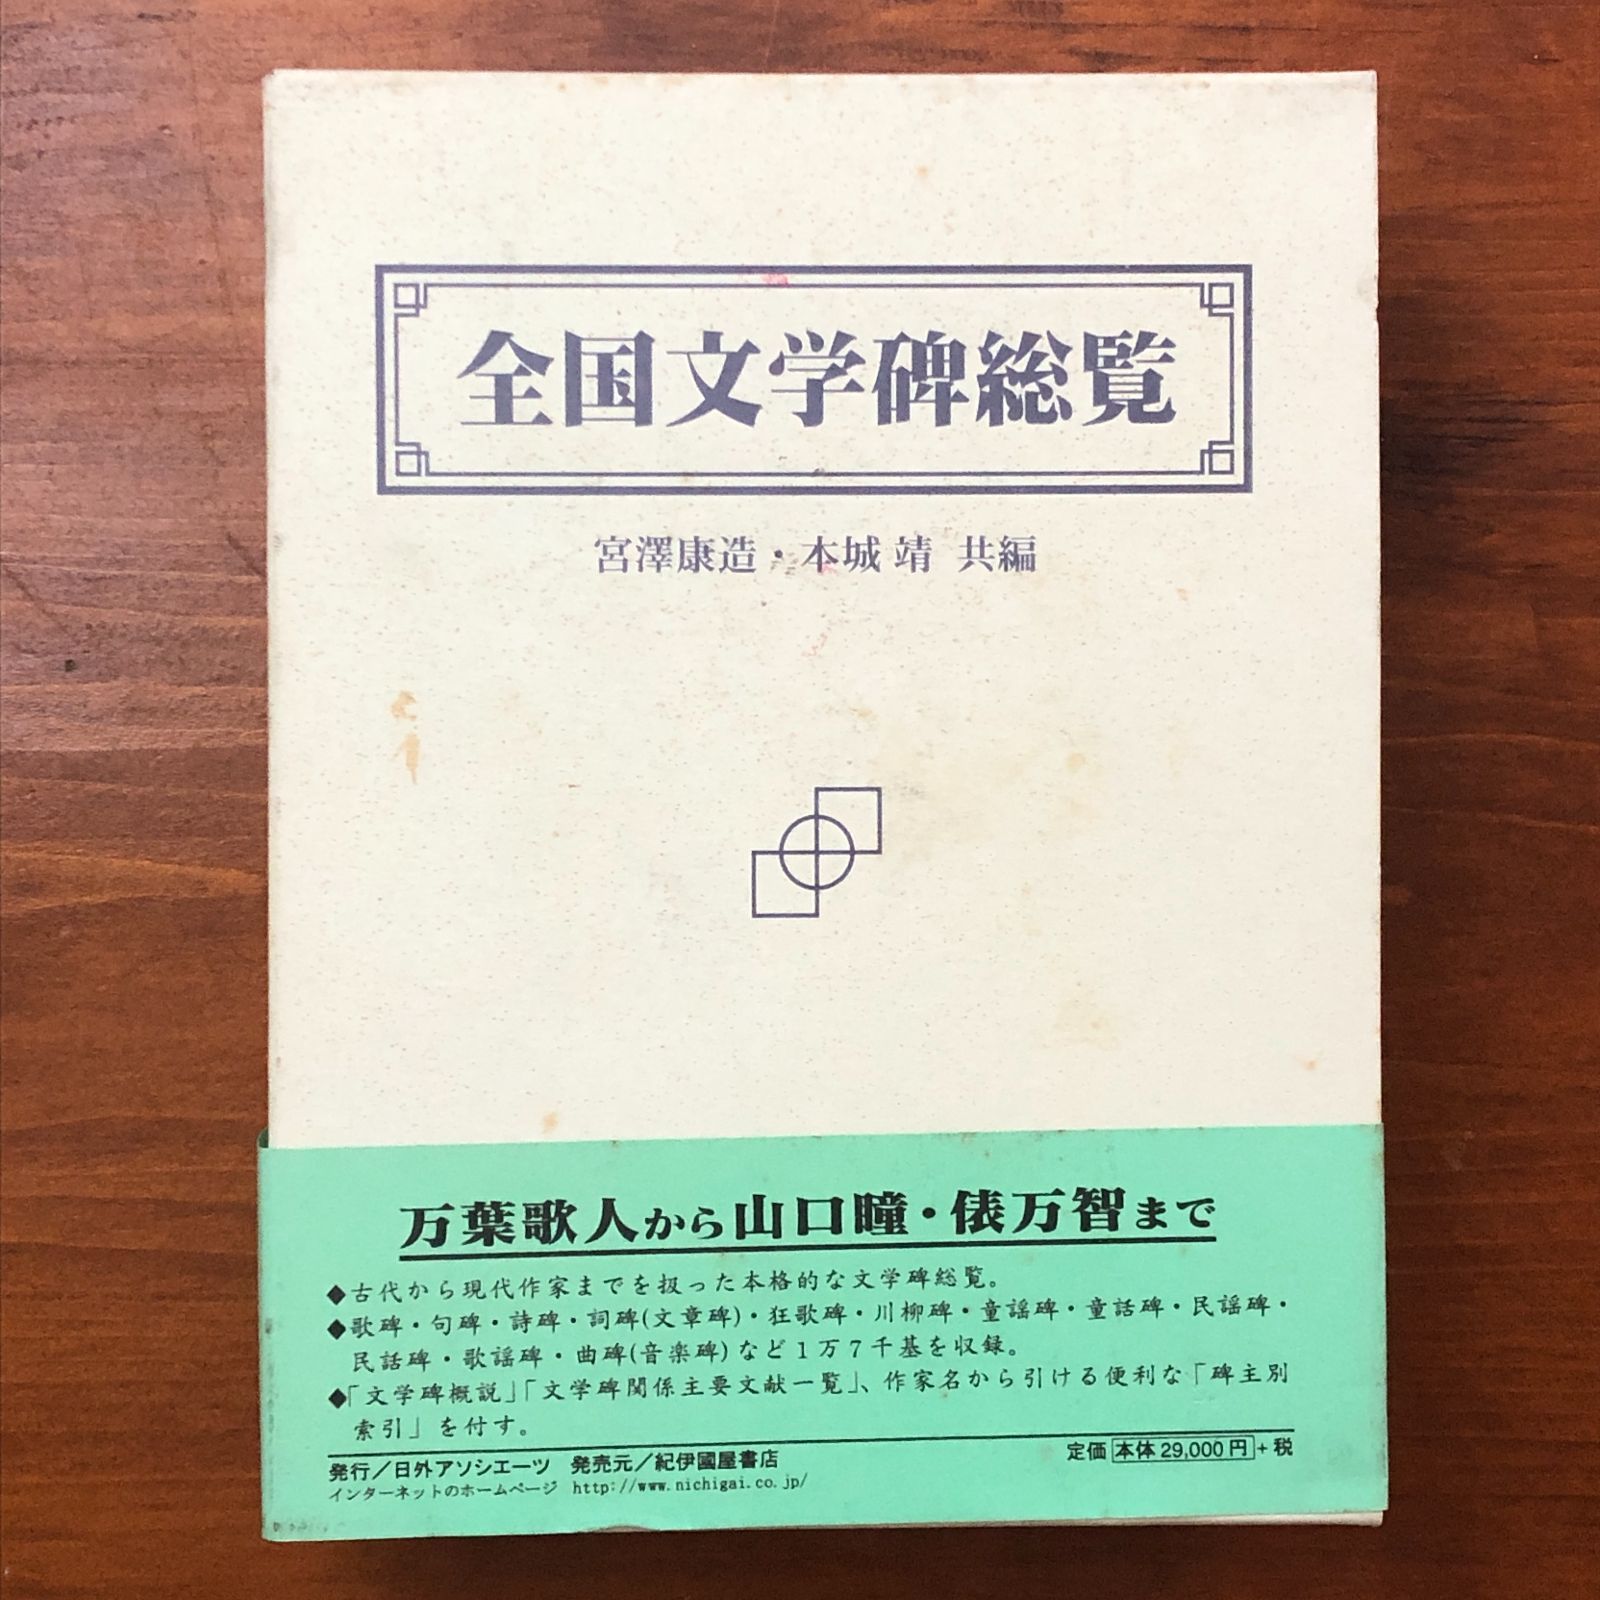 全国文学碑総覧
宮澤康造・本城 靖 共編
万葉歌人から山口瞳・俵万智まで
◆古代から現代作家までを扱った本格的な文学碑総覧。
◆歌碑・句碑・詩碑・詞碑(文章碑)・狂歌碑・川柳碑・童謡碑・童話碑・民謡碑・
民話碑・歌謡碑・曲碑(音楽碑)など1万7千基を収録。
◆「文学碑概説」「文学碑関係主要文献一覧」、作家名から引ける便利な「碑主別
索引」を付す。
発行／日外アソシエーツ 発売元／紀伊國屋書店
定価 本体 29,000 円 + 税
インターネットのホームページ http://www.nichigai.co.jp/